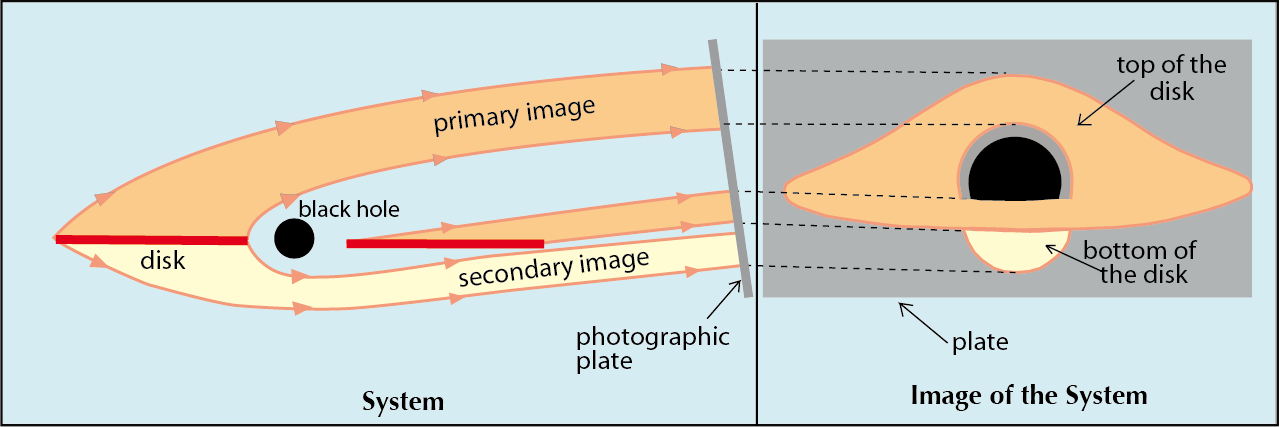 primary image
black hole
disk
secondary image
photographic
plate
System
top of the
disk
bottom of
the disk
plate
Image of the System